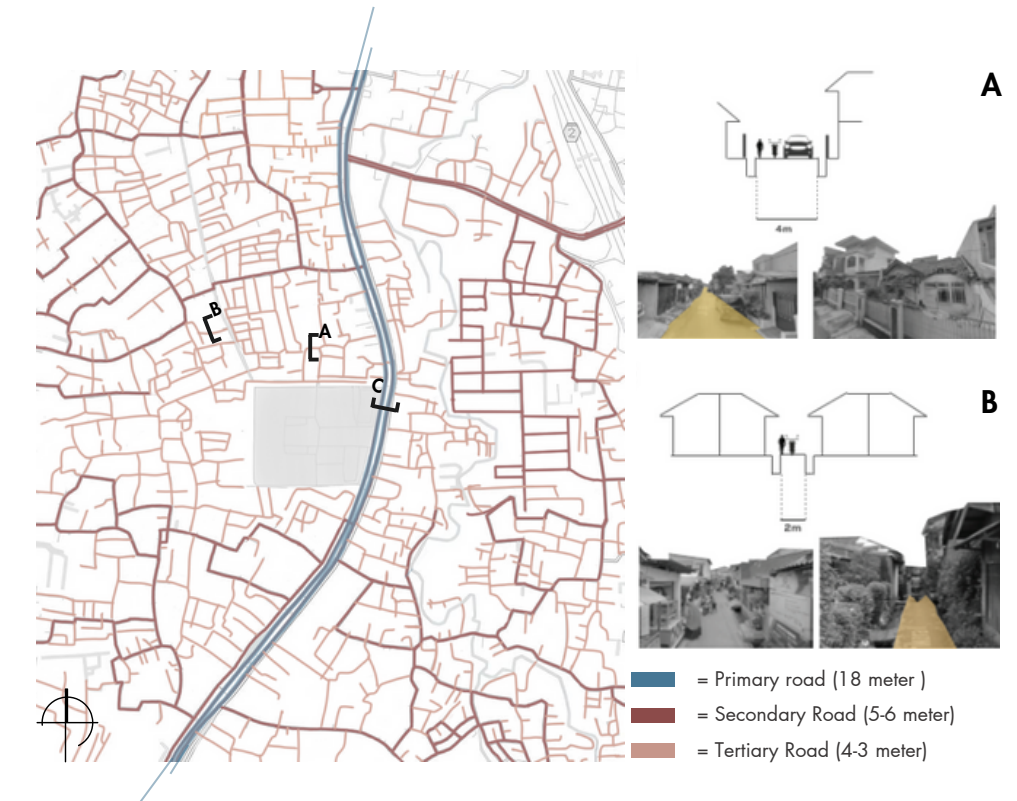 2
B
A
C
A
4m
B
2m
= Primary road (18 meter )
= Secondary Road (5-6 meter)
= Tertiary Road (4-3 meter)